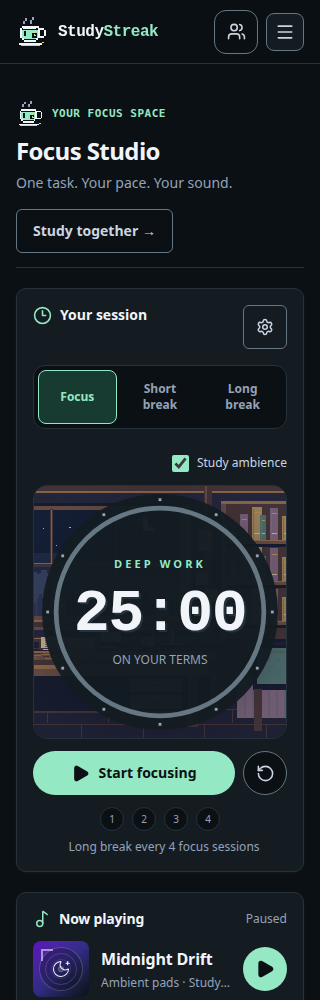 StudyStreak
YOUR FOCUS SPACE
Focus Studio
One task. Your pace. Your sound.
Study together →
Your session
Focus
Short
break
Long
break
Study ambience
DEEP WORK
25:00
ON YOUR TERMS
Start focusing
1 2 3 4
Long break every 4 focus sessions
Now playing
Paused
Midnight Drift
Ambient pads · Study...